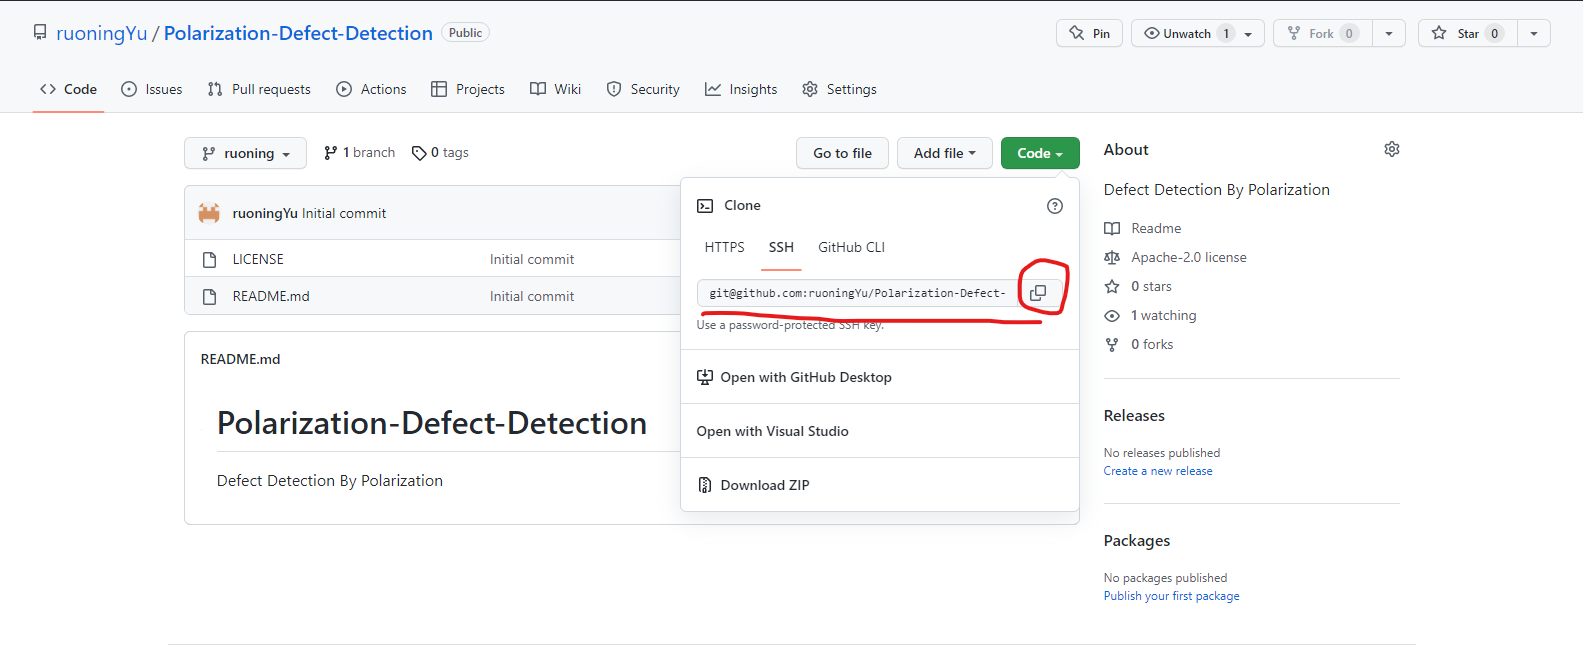 ruoningYu / Polarization-Defect-Detection Public
Pin
Unwatch 1
Fork 0
Star 0
Code
Issues
Pull requests
Actions
Projects
Wiki
Security
Insights
Settings
ruoning
1 branch
0 tags
Go to file
Add file
Code
ruoningYu Initial commit
LICENSE Initial commit
README.md Initial commit
README.md
Polarization-Defect-Detection
Defect Detection By Polarization
Clone
HTTPS
SSH
GitHub CLI
git@github.com:ruoningYu/Polarization-Defect-
Use a password-protected SSH key.
Open with GitHub Desktop
Open with Visual Studio
Download ZIP
About
Defect Detection By Polarization
Readme
Apache-2.0 license
0 stars
1 watching
0 forks
Releases
No releases published
Create a new release
Packages
No packages published
Publish your first package